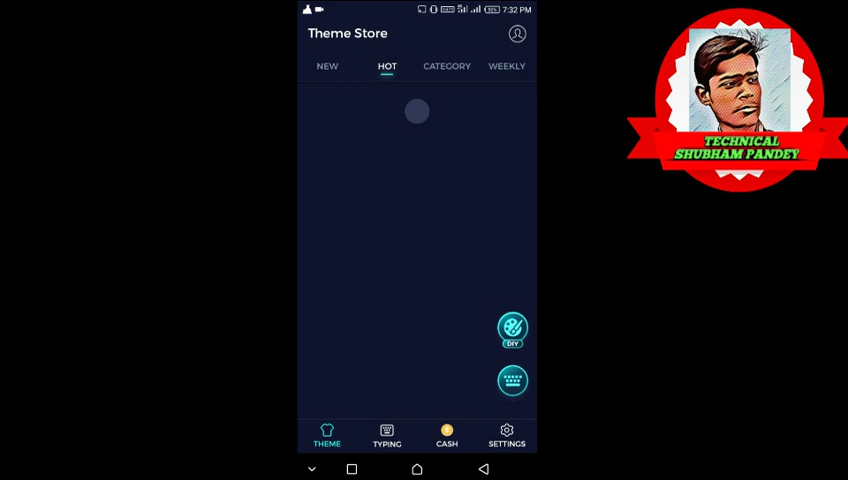 7:32 PM
Theme Store
NEW HOT CATEGORY WEEKLY
DIY
THEME TYPING CASH SETTINGS
TECHNICAL
SHUBHAM PANDEY